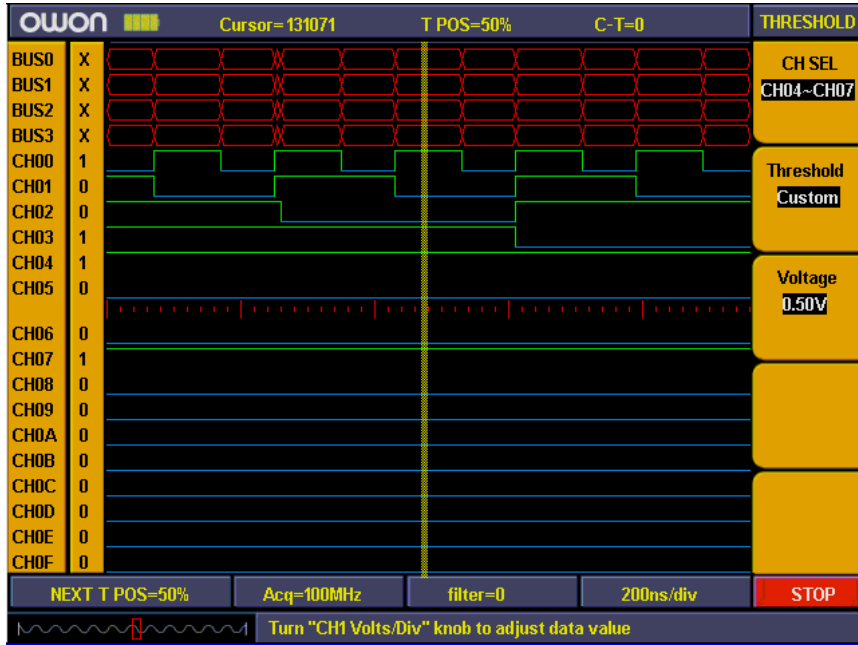 OWON Cursor=131071 T POS=50% C-T=0 THRESHOLD
BUS0 X
BUS1 X
BUS2 X
BUS3 X
CH00 1
CH01 0
CH02 0
CH03 1
CH04 1
CH05 0
CH06 0
CH07 1
CH08 0
CH09 0
CH0A 0
CH0B 0
CH0C 0
CH0D 0
CH0E 0
CH0F 0
CH SEL
CH04~CH07
Threshold
Custom
Voltage
0.50V
NEXT T POS=50% Acq=100MHz filter=0 200ns/div STOP
Turn "CH1 Volts/Div" knob to adjust data value